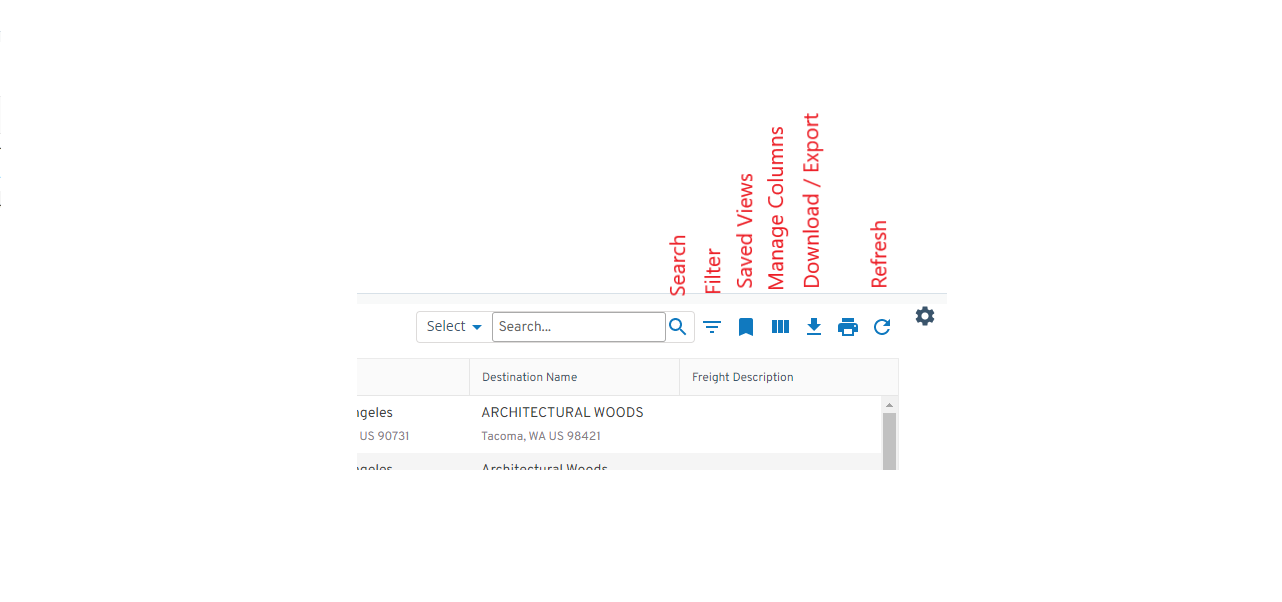 Search
Filter
Saved Views
Manage Columns
Download / Export
Refresh
Select
Search...
Destination Name
Freight Description
ngeles
ARCHITECTURAL WOODS
US 90731
Tacoma, WA US 98421
ngeles
Architectural Woods